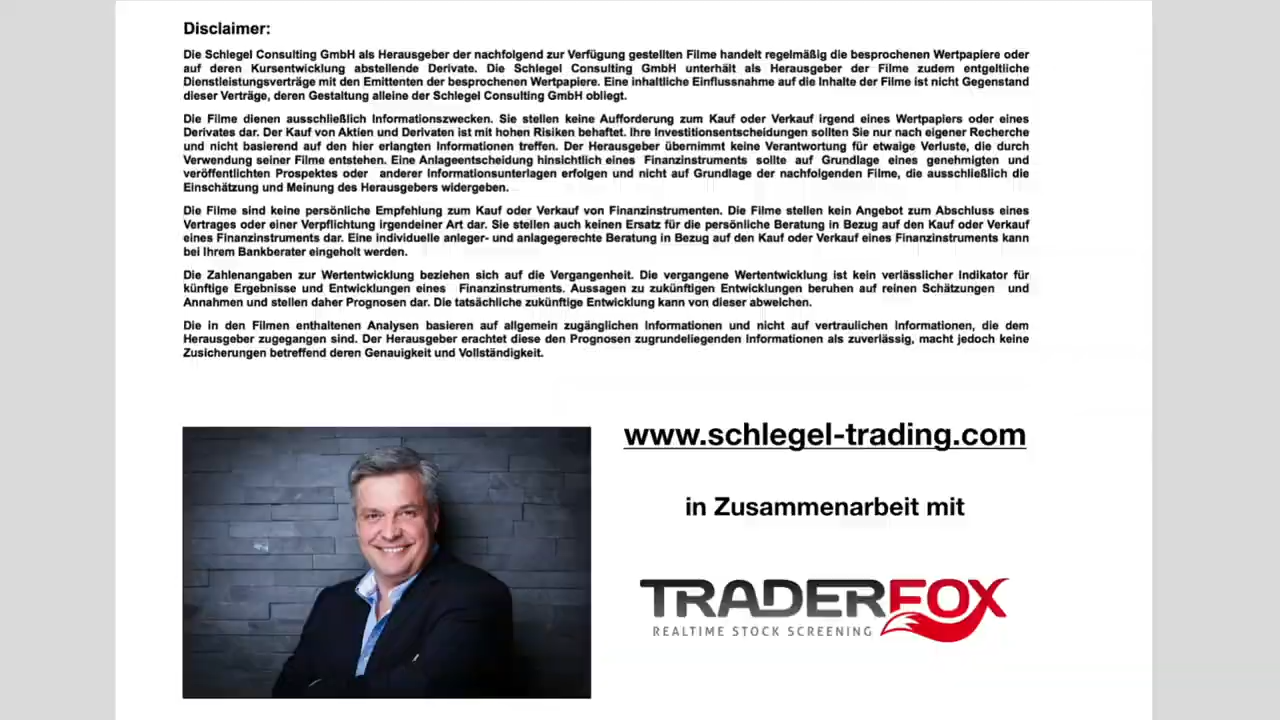 Disclaimer:
Die Schlegel Consulting GmbH als Herausgeber der nachfolgend zur Verfügung gestellten Filme handelt regelmäßig die besprochenen Wertpapiere oder
auf deren Kursentwicklung abstellende Derivate. Die Schlegel Consulting GmbH unterhält als Herausgeber der Filme zudem entgeltliche
Dienstleistungsverträge mit den Emittenten der besprochenen Wertpapiere. Eine inhaltliche Einflussnahme auf die Inhalte der Filme ist nicht Gegenstand
dieser Verträge, deren Gestaltung alleine der Schlegel Consulting GmbH obliegt.
Die Filme dienen ausschließlich Informationszwecken. Sie stellen keine Aufforderung zum Kauf oder Verkauf irgend eines Wertpapiers oder eines
Derivates dar. Der Kauf von Aktien und Derivaten ist mit hohen Risiken behaftet. Ihre Investitionsentscheidungen sollten Sie nur nach eigener Recherche
und nicht basierend auf den hier erlangten Informationen treffen. Der Herausgeber übernimmt keine Verantwortung für etwaige Verluste, die durch
Verwendung seiner Filme entstehen. Eine Anlageentscheidung hinsichtlich eines Finanzinstruments sollte auf Grundlage eines genehmigten und
veröffentlichten Prospektes oder anderer Informationsunterlagen erfolgen und nicht auf Grundlage der nachfolgenden Filme, die ausschließlich die
Einschätzung und Meinung des Herausgebers widergeben.
Die Filme sind keine persönliche Empfehlung zum Kauf oder Verkauf von Finanzinstrumenten. Die Filme stellen kein Angebot zum Abschluss eines
Vertrages oder einer Verpflichtung irgendeiner Art dar. Sie stellen auch keinen Ersatz für die persönliche Beratung in Bezug auf den Kauf oder Verkauf
eines Finanzinstruments dar. Eine individuelle anleger- und anlagegerechte Beratung in Bezug auf den Kauf oder Verkauf eines Finanzinstruments kann
bei Ihrem Bankberater eingeholt werden.
Die Zahlenangaben zur Wertentwicklung beziehen sich auf die Vergangenheit. Die vergangene Wertentwicklung ist kein verlässlicher Indikator für
künftige Ergebnisse und Entwicklungen eines Finanzinstruments. Aussagen zu zukünftigen Entwicklungen beruhen auf reinen Schätzungen und
Annahmen und stellen daher Prognosen dar. Die tatsächliche zukünftige Entwicklung kann von dieser abweichen.
Die in den Filmen enthaltenen Analysen basieren auf allgemein zugänglichen Informationen und nicht auf vertraulichen Informationen, die dem
Herausgeber zugegangen sind. Der Herausgeber erachtet diese den Prognosen zugrundeliegenden Informationen als zuverlässig, macht jedoch keine
Zusicherungen betreffend deren Genauigkeit und Vollständigkeit.
www.schlegel-trading.com
in Zusammenarbeit mit
TRADERFOX
REALTIME STOCK SCREENING